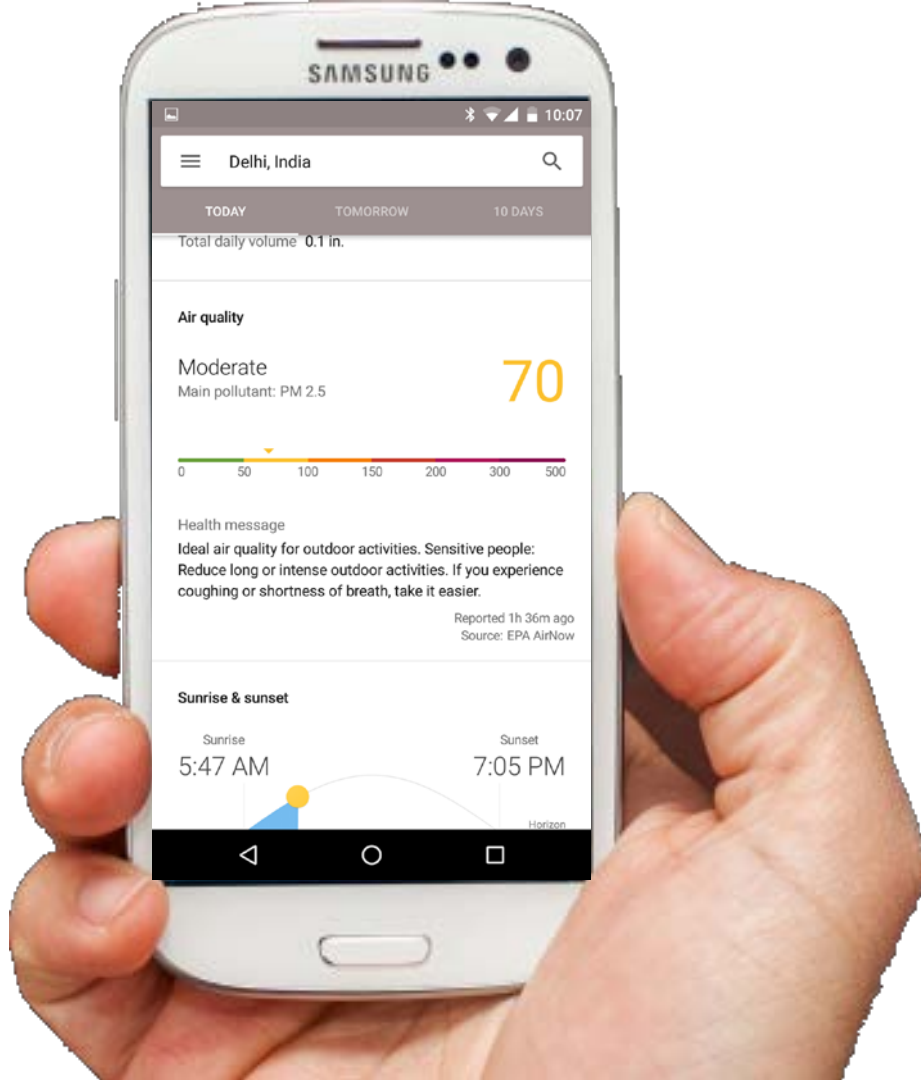 SAMSUNG
10:07
Delhi, India
TODAY TOMORROW 10 DAYS
Total daily volume 0.1 in.
Air quality
Moderate
Main pollutant: PM 2.5
70
0 50 100 150 200 300 500
Health message
Ideal air quality for outdoor activities. Sensitive people:
Reduce long or intense outdoor activities. If you experience
coughing or shortness of breath, take it easier.
Reported 1h 36m ago
Source: EPA AirNow
Sunrise & sunset
Sunrise Sunset
5:47 AM 7:05 PM
Horizon